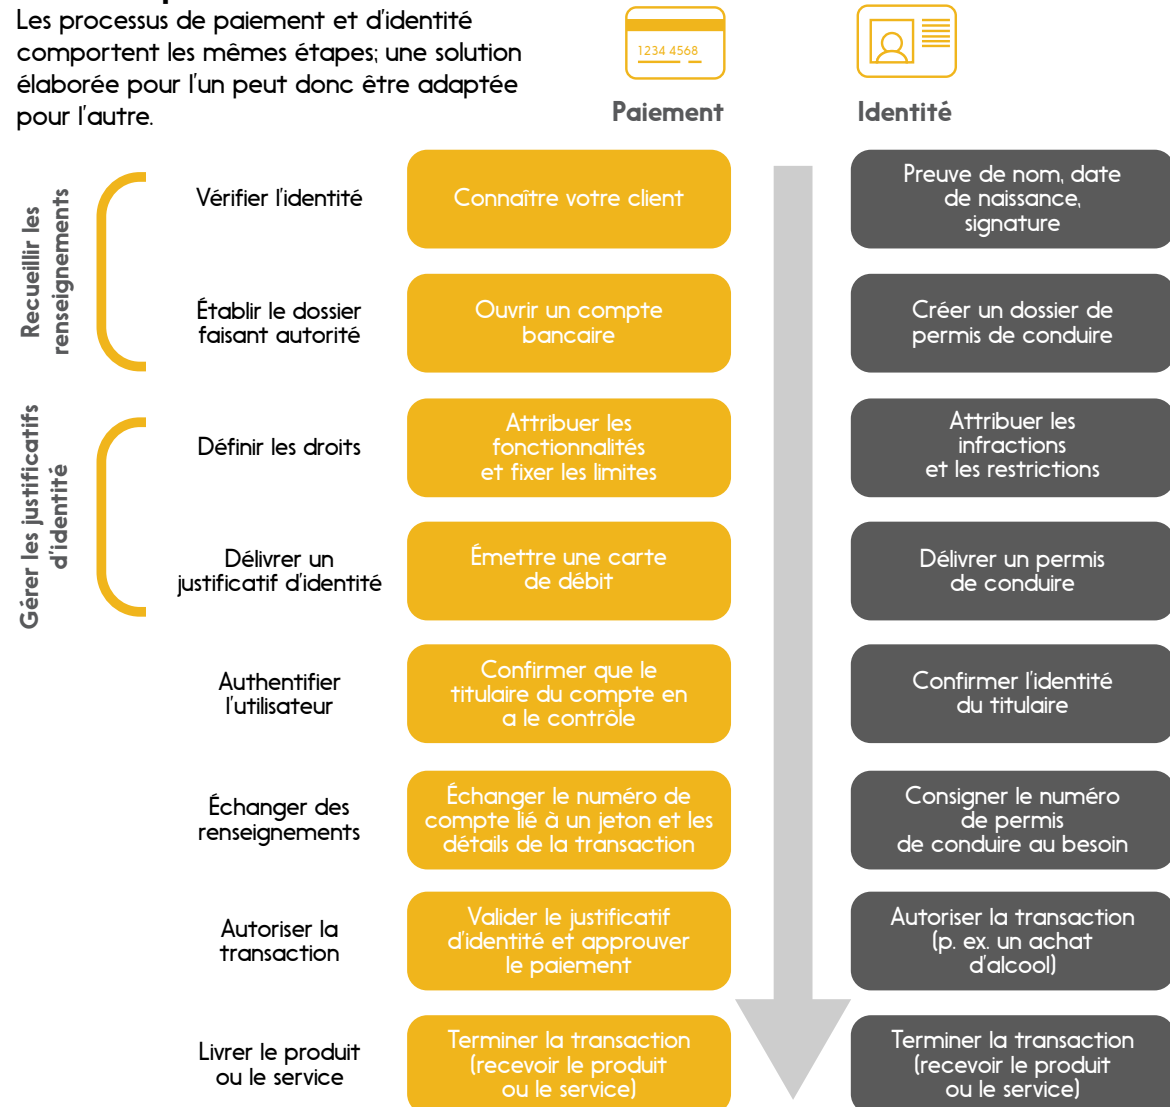 Les processus de paiement et d'identité
comportent les mêmes étapes; une solution
élaborée pour l'un peut donc être adaptée
pour l'autre.
1234 4568
Paiement
Identité
Recueillir les
renseignements
Vérifier l'identité
Connaître votre client
Preuve de nom, date
de naissance,
signature
Établir le dossier
faisant autorité
Ouvrir un compte
bancaire
Créer un dossier de
permis de conduire
Gérer les justificatifs
d'identité
Définir les droits
Attribuer les
fonctionnalités
et fixer les limites
Attribuer les
infractions
et les restrictions
Délivrer un
justificatif d'identité
Émettre une carte
de débit
Délivrer un permis
de conduire
Authentifier
l'utilisateur
Confirmer que le
titulaire du compte en
a le contrôle
Confirmer l'identité
du titulaire
Échanger des
renseignements
Échanger le numéro de
compte lié à un jeton et les
détails de la transaction
Consigner le numéro
de permis
de conduire au besoin
Autoriser la
transaction
Valider le justificatif
d'identité et approuver
le paiement
Autoriser la transaction
(p. ex. un achat
d'alcool)
Livrer le produit
ou le service
Terminer la transaction
(recevoir le produit
ou le service)
Terminer la transaction
(recevoir le produit
ou le service)